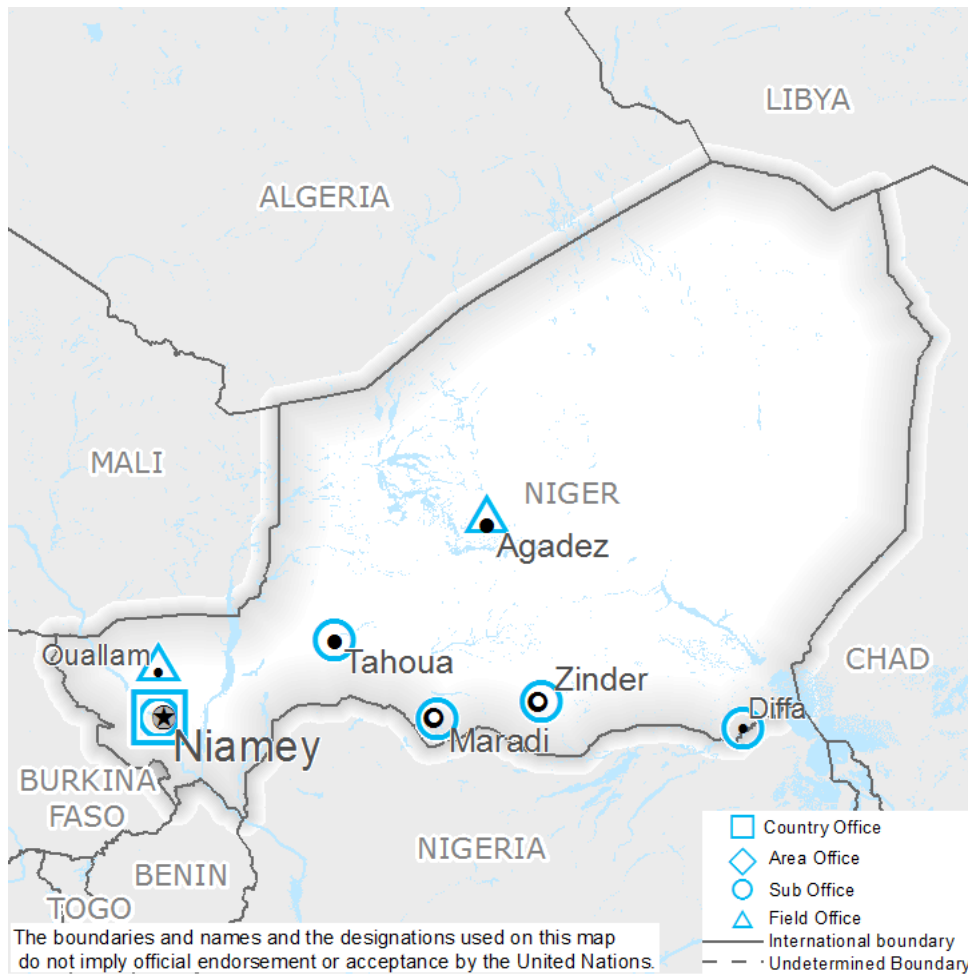 LIBYA
ALGERIA
MALI
NIGER
Agadez
Ouallam
Tahoua
CHAD
Zinder
Diffa
Niamey
Maradi
BURKINA
FASO
NIGERIA
BENIN
TOGO
Country Office
Area Office
Sub Office
Field Office
International boundary
Undetermined Boundary
The boundaries and names and the designations used on this map
do not imply official endorsement or acceptance by the United Nations.